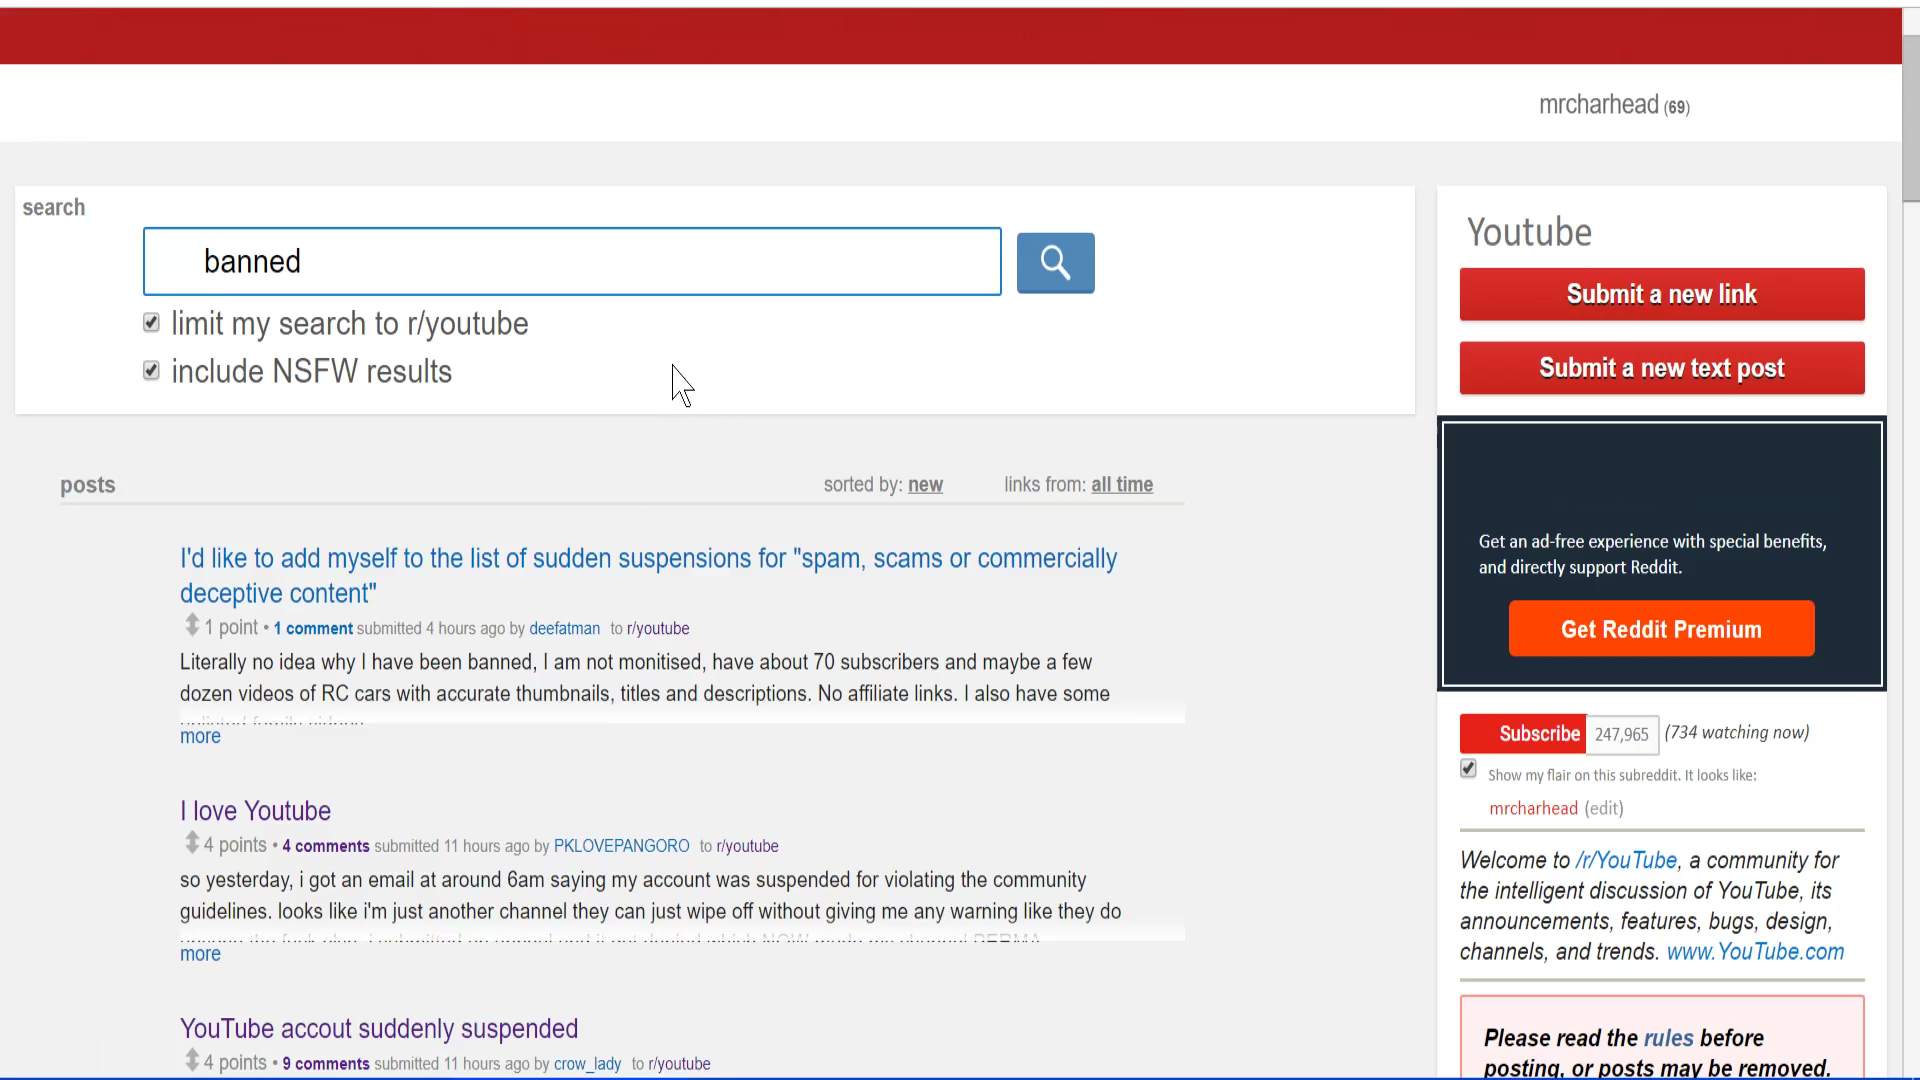 mrcharhead (69)
search
banned
limit my search to r/youtube
include NSFW results
posts
sorted by: new
links from: all time
I'd like to add myself to the list of sudden suspensions for "spam, scams or commercially
deceptive content"
1 point • 1 comment submitted 4 hours ago by deefatman to r/youtube
Literally no idea why I have been banned, I am not monitised, have about 70 subscribers and maybe a few
dozen videos of RC cars with accurate thumbnails, titles and descriptions. No affiliate links. I also have some
more
I love Youtube
4 points • 4 comments submitted 11 hours ago by PKLOVEPANGORO to r/youtube
so yesterday, i got an email at around 6am saying my account was suspended for violating the community
guidelines. looks like i'm just another channel they can just wipe off without giving me any warning like they do
more
YouTube accout suddenly suspended
4 points • 9 comments submitted 11 hours ago by crow_lady to r/youtube
Youtube
Submit a new link
Submit a new text post
Get an ad-free experience with special benefits,
and directly support Reddit.
Get Reddit Premium
Subscribe 247,965 (734 watching now)
Show my flair on this subreddit. It looks like:
mrcharhead (edit)
Welcome to /r/YouTube, a community for
the intelligent discussion of YouTube, its
announcements, features, bugs, design,
channels, and trends. www.YouTube.com
Please read the rules before
posting, or posts may be removed.